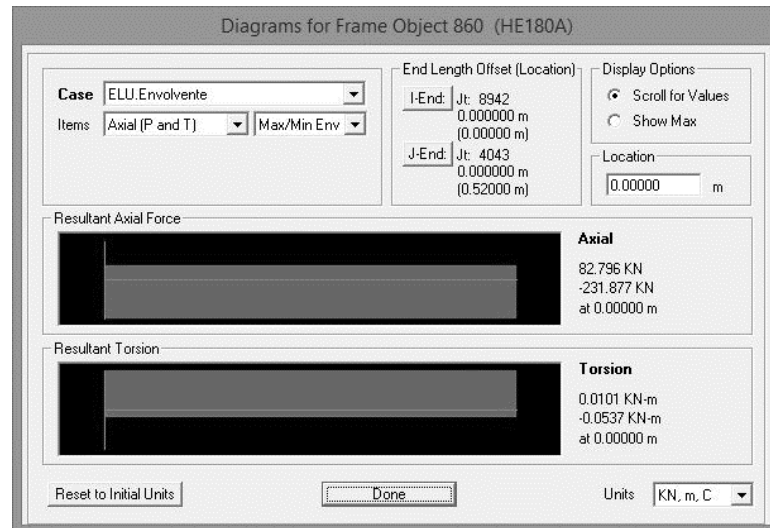 Diagrams for Frame Object 860 (HE180A)
Case ELU.Envolvente
Items Axial (P and T) Max/Min Env
End Length Offset (Location)
I-End: Jt: 8942
0.000000 m
(0.00000 m)
J-End: Jt: 4043
0.000000 m
(0.52000 m)
Display Options
Scroll for Values
Show Max
Location
0.00000 m
Resultant Axial Force
Axial
82.796 KN
-231.877 KN
at 0.00000 m
Resultant Torsion
Torsion
0.0101 KN-m
-0.0537 KN-m
at 0.00000 m
Reset to Initial Units
Done
Units KN, m, C